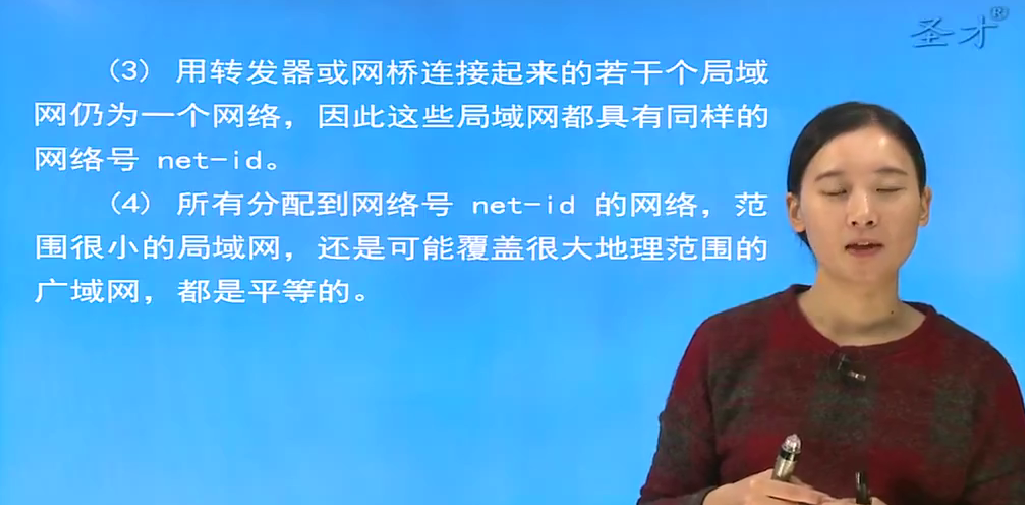 圣才®
（3）用转发器或网桥连接起来的若干个局域
网仍为一个网络，因此这些局域网都具有同样的
网络号 net-id。
（4）所有分配到网络号 net-id 的网络，范
围很小的局域网，还是可能覆盖很大地理范围的
广域网，都是平等的。